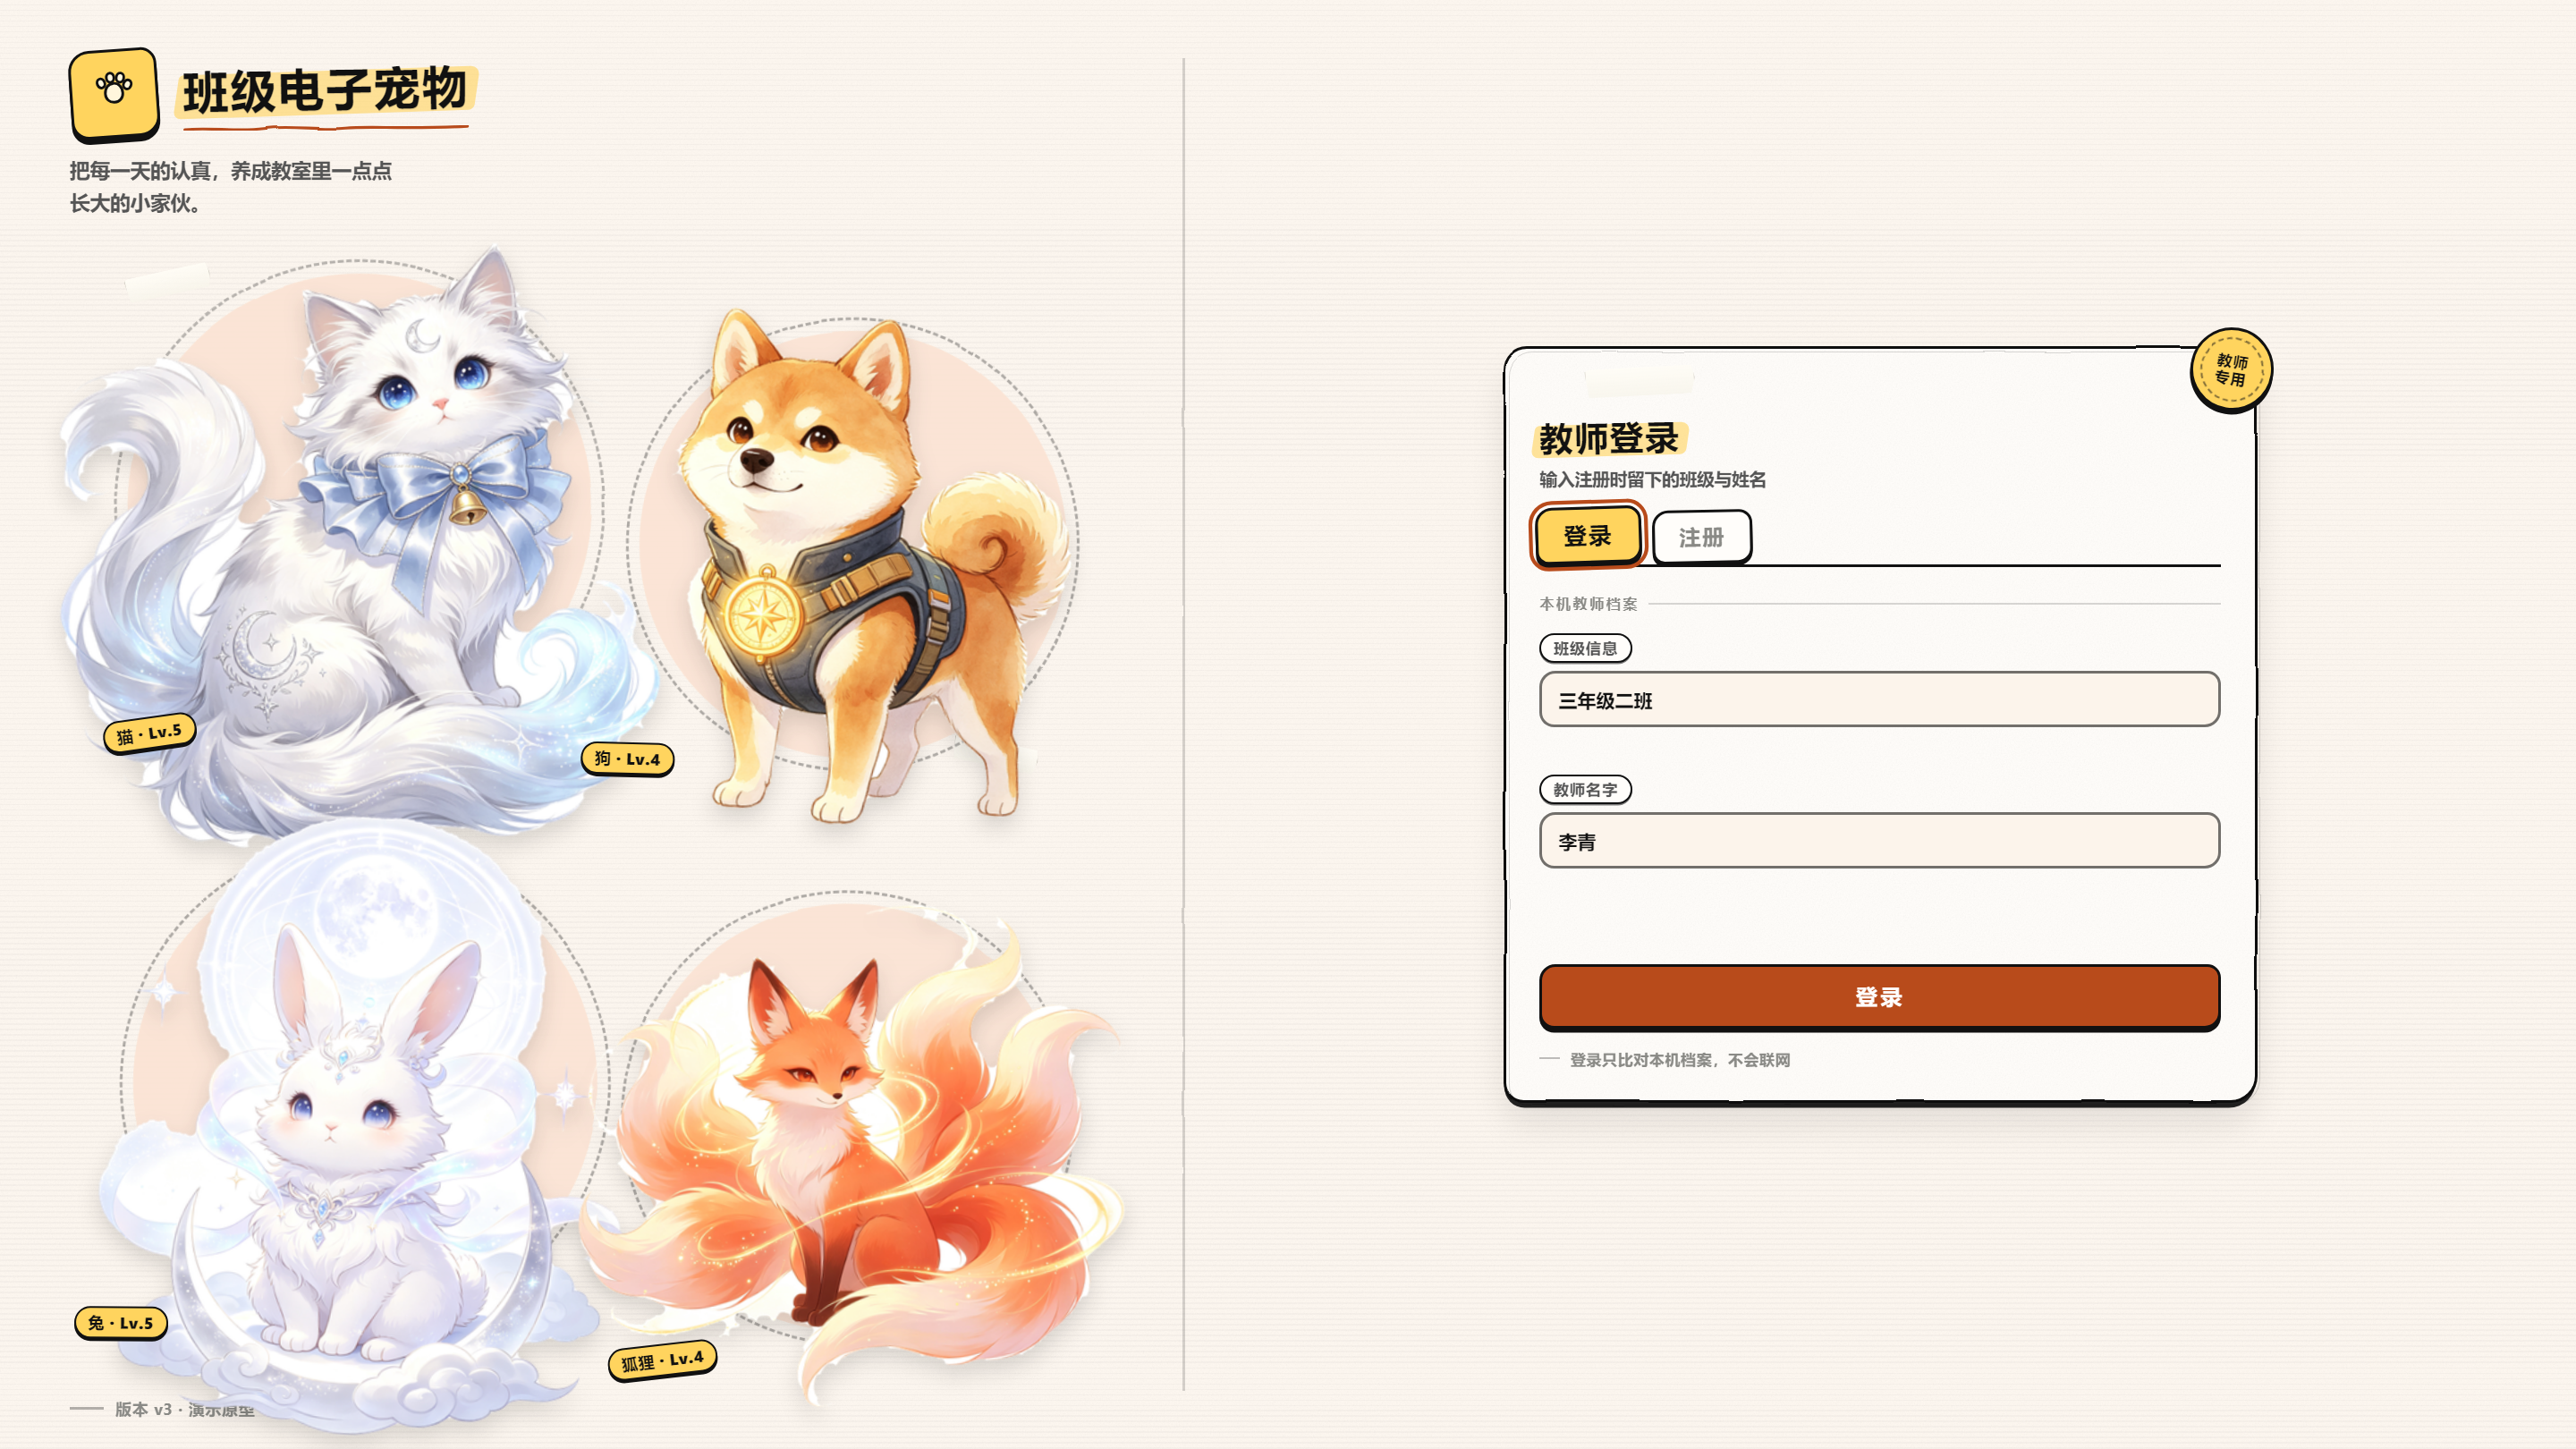 班级电子宠物
把每一天的认真，养成教室里一点点
长大的小家伙。
猫 · Lv.5
狗 · Lv.4
兔 · Lv.5
狐狸 · Lv.4
版本 v3 · 演示原型
教师
专用
教师登录
输入注册时留下的班级与姓名
登录
注册
本机教师档案
班级信息
三年级二班
教师名字
李青
登录
登录只比对本机档案，不会联网